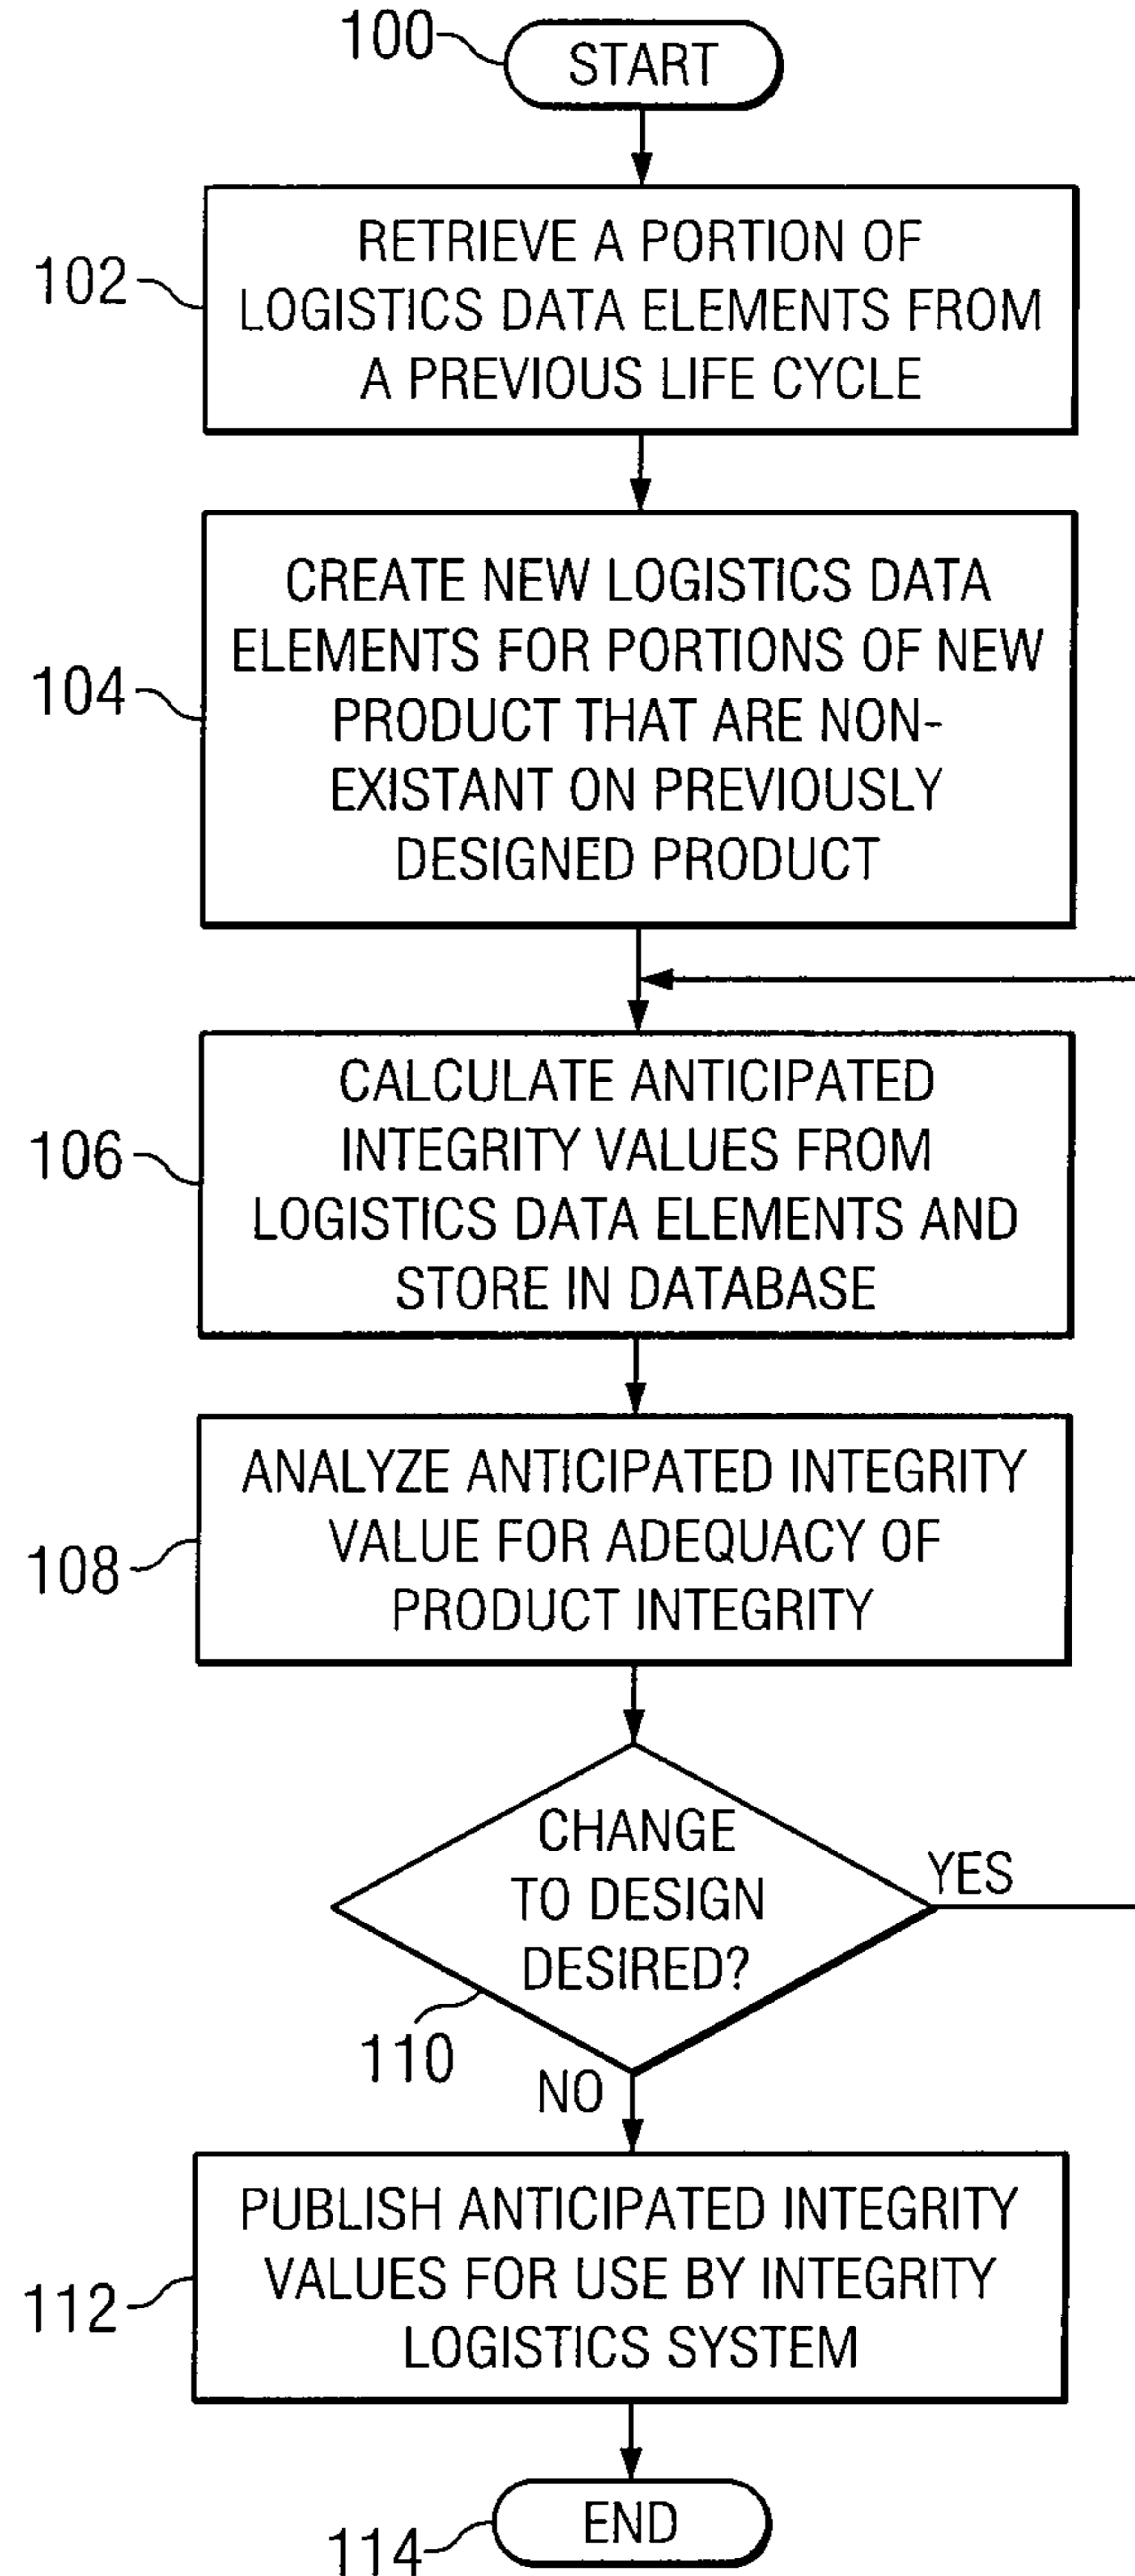 100
START
102
RETRIEVE A PORTION OF
LOGISTICS DATA ELEMENTS FROM
A PREVIOUS LIFE CYCLE
104
CREATE NEW LOGISTICS DATA
ELEMENTS FOR PORTIONS OF NEW
PRODUCT THAT ARE NON-
EXISTANT ON PREVIOUSLY
DESIGNED PRODUCT
106
CALCULATE ANTICIPATED
INTEGRITY VALUES FROM
LOGISTICS DATA ELEMENTS AND
STORE IN DATABASE
108
ANALYZE ANTICIPATED INTEGRITY
VALUE FOR ADEQUACY OF
PRODUCT INTEGRITY
CHANGE
TO DESIGN
DESIRED?
YES
110
NO
112
PUBLISH ANTICIPATED INTEGRITY
VALUES FOR USE BY INTEGRITY
LOGISTICS SYSTEM
114
END